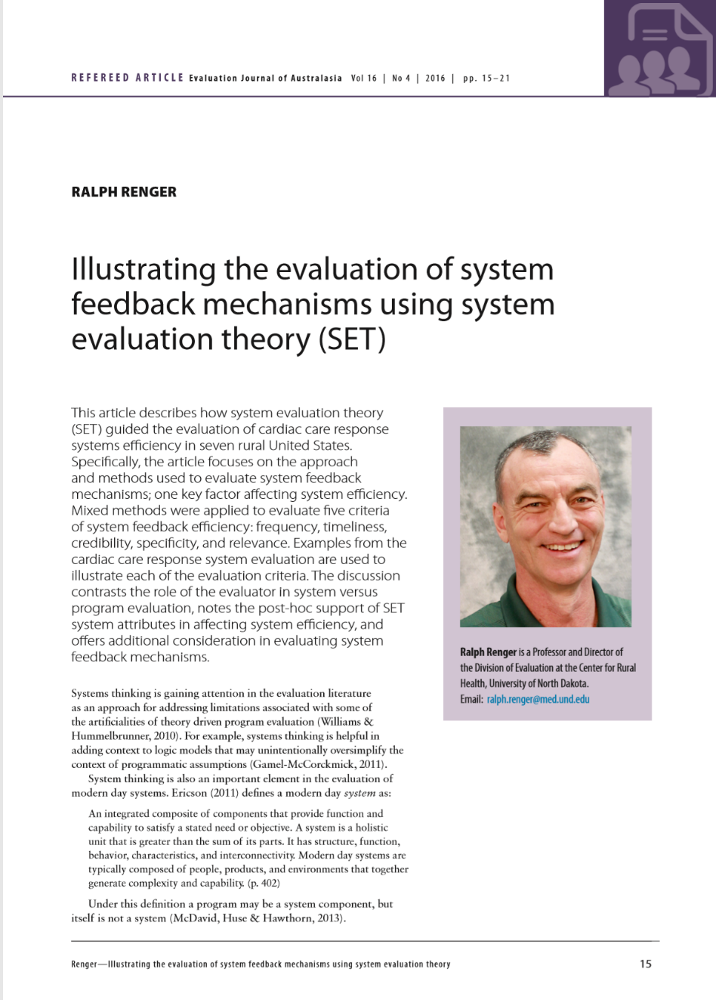 REFEREED ARTICLE Evaluation Journal of Australasia Vol 16 | No 4 | 2016 | pp. 15–21
RALPH RENGER
Illustrating the evaluation of system
feedback mechanisms using system
evaluation theory (SET)
This article describes how system evaluation theory
(SET) guided the evaluation of cardiac care response
systems efficiency in seven rural United States.
Specifically, the article focuses on the approach
and methods used to evaluate system feedback
mechanisms; one key factor affecting system efficiency.
Mixed methods were applied to evaluate five criteria
of system feedback efficiency: frequency, timeliness,
credibility, specificity, and relevance. Examples from the
cardiac care response system evaluation are used to
illustrate each of the evaluation criteria. The discussion
contrasts the role of the evaluator in system versus
program evaluation, notes the post-hoc support of SET
system attributes in affecting system efficiency, and
offers additional consideration in evaluating system
feedback mechanisms.
Systems thinking is gaining attention in the evaluation literature
as an approach for addressing limitations associated with some of
the artificialities of theory driven program evaluation (Williams &
Hummelbrunner, 2010). For example, systems thinking is helpful in
adding context to logic models that may unintentionally oversimplify the
context of programmatic assumptions (Gamel-McCorckmick, 2011).
System thinking is also an important element in the evaluation of
modern day systems. Ericson (2011) defines a modern day system as:
An integrated composite of components that provide function and
capability to satisfy a stated need or objective. A system is a holistic
unit that is greater than the sum of its parts. It has structure, function,
behavior, characteristics, and interconnectivity. Modern day systems are
typically composed of people, products, and environments that together
generate complexity and capability. (p. 402)
Under this definition a program may be a system component, but
itself is not a system (McDavid, Huse & Hawthorn, 2013).
Ralph Renger is a Professor and Director of
the Division of Evaluation at the Center for Rural
Health, University of North Dakota.
Email: ralph.renger@med.und.edu
Renger—Illustrating the evaluation of system feedback mechanisms using system evaluation theory
15